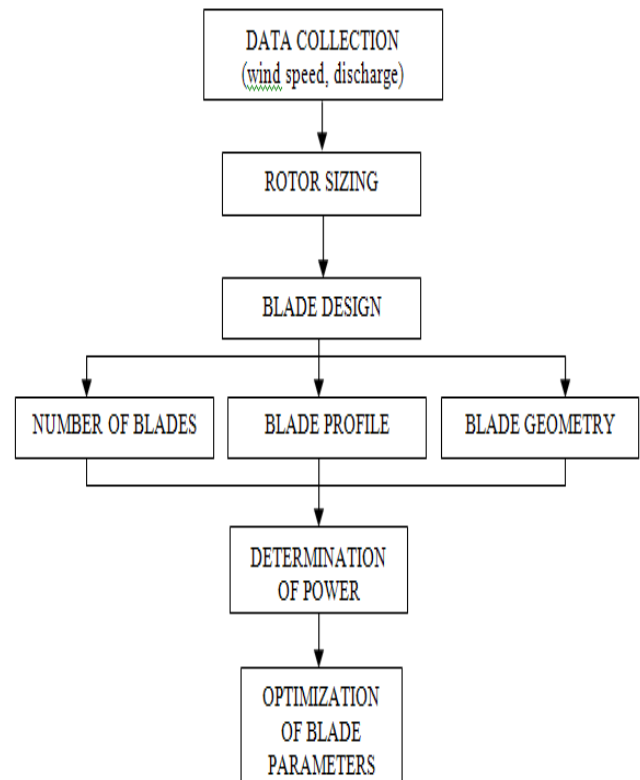 DATA COLLECTION
(wind speed, discharge)
ROTOR SIZING
BLADE DESIGN
NUMBER OF BLADES
BLADE PROFILE
BLADE GEOMETRY
DETERMINATION
OF POWER
OPTIMIZATION
OF BLADE
PARAMETERS